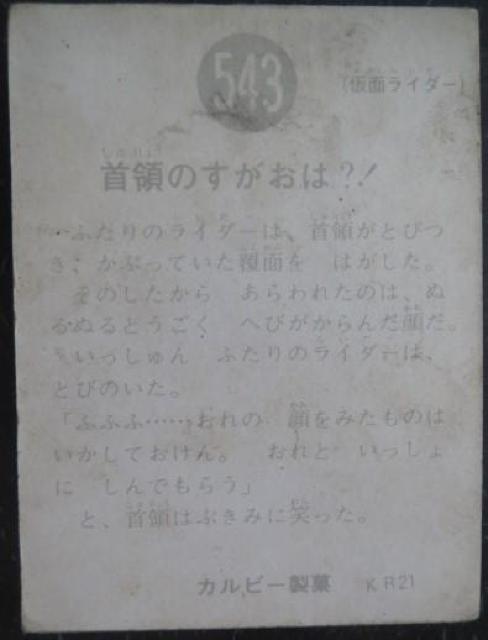 543
(仮面ライダー)
首領のすがおは?!
ふたりのライダーは、首領がとびつ
き、かぶっていた覆面を　はがした。
そのしたから　あらわれたのは、ぬ
るぬるとうごく　へびがからんだ顔だ。
いっしゅん　ふたりのライダーは、
とびのいた。
「ふふふ……おれの　顔をみたものは
いかしておけん。　おれと　いっしょ
に　しんでもらう」
と、首領はぶきみに笑った。
カルビー製菓　KR21